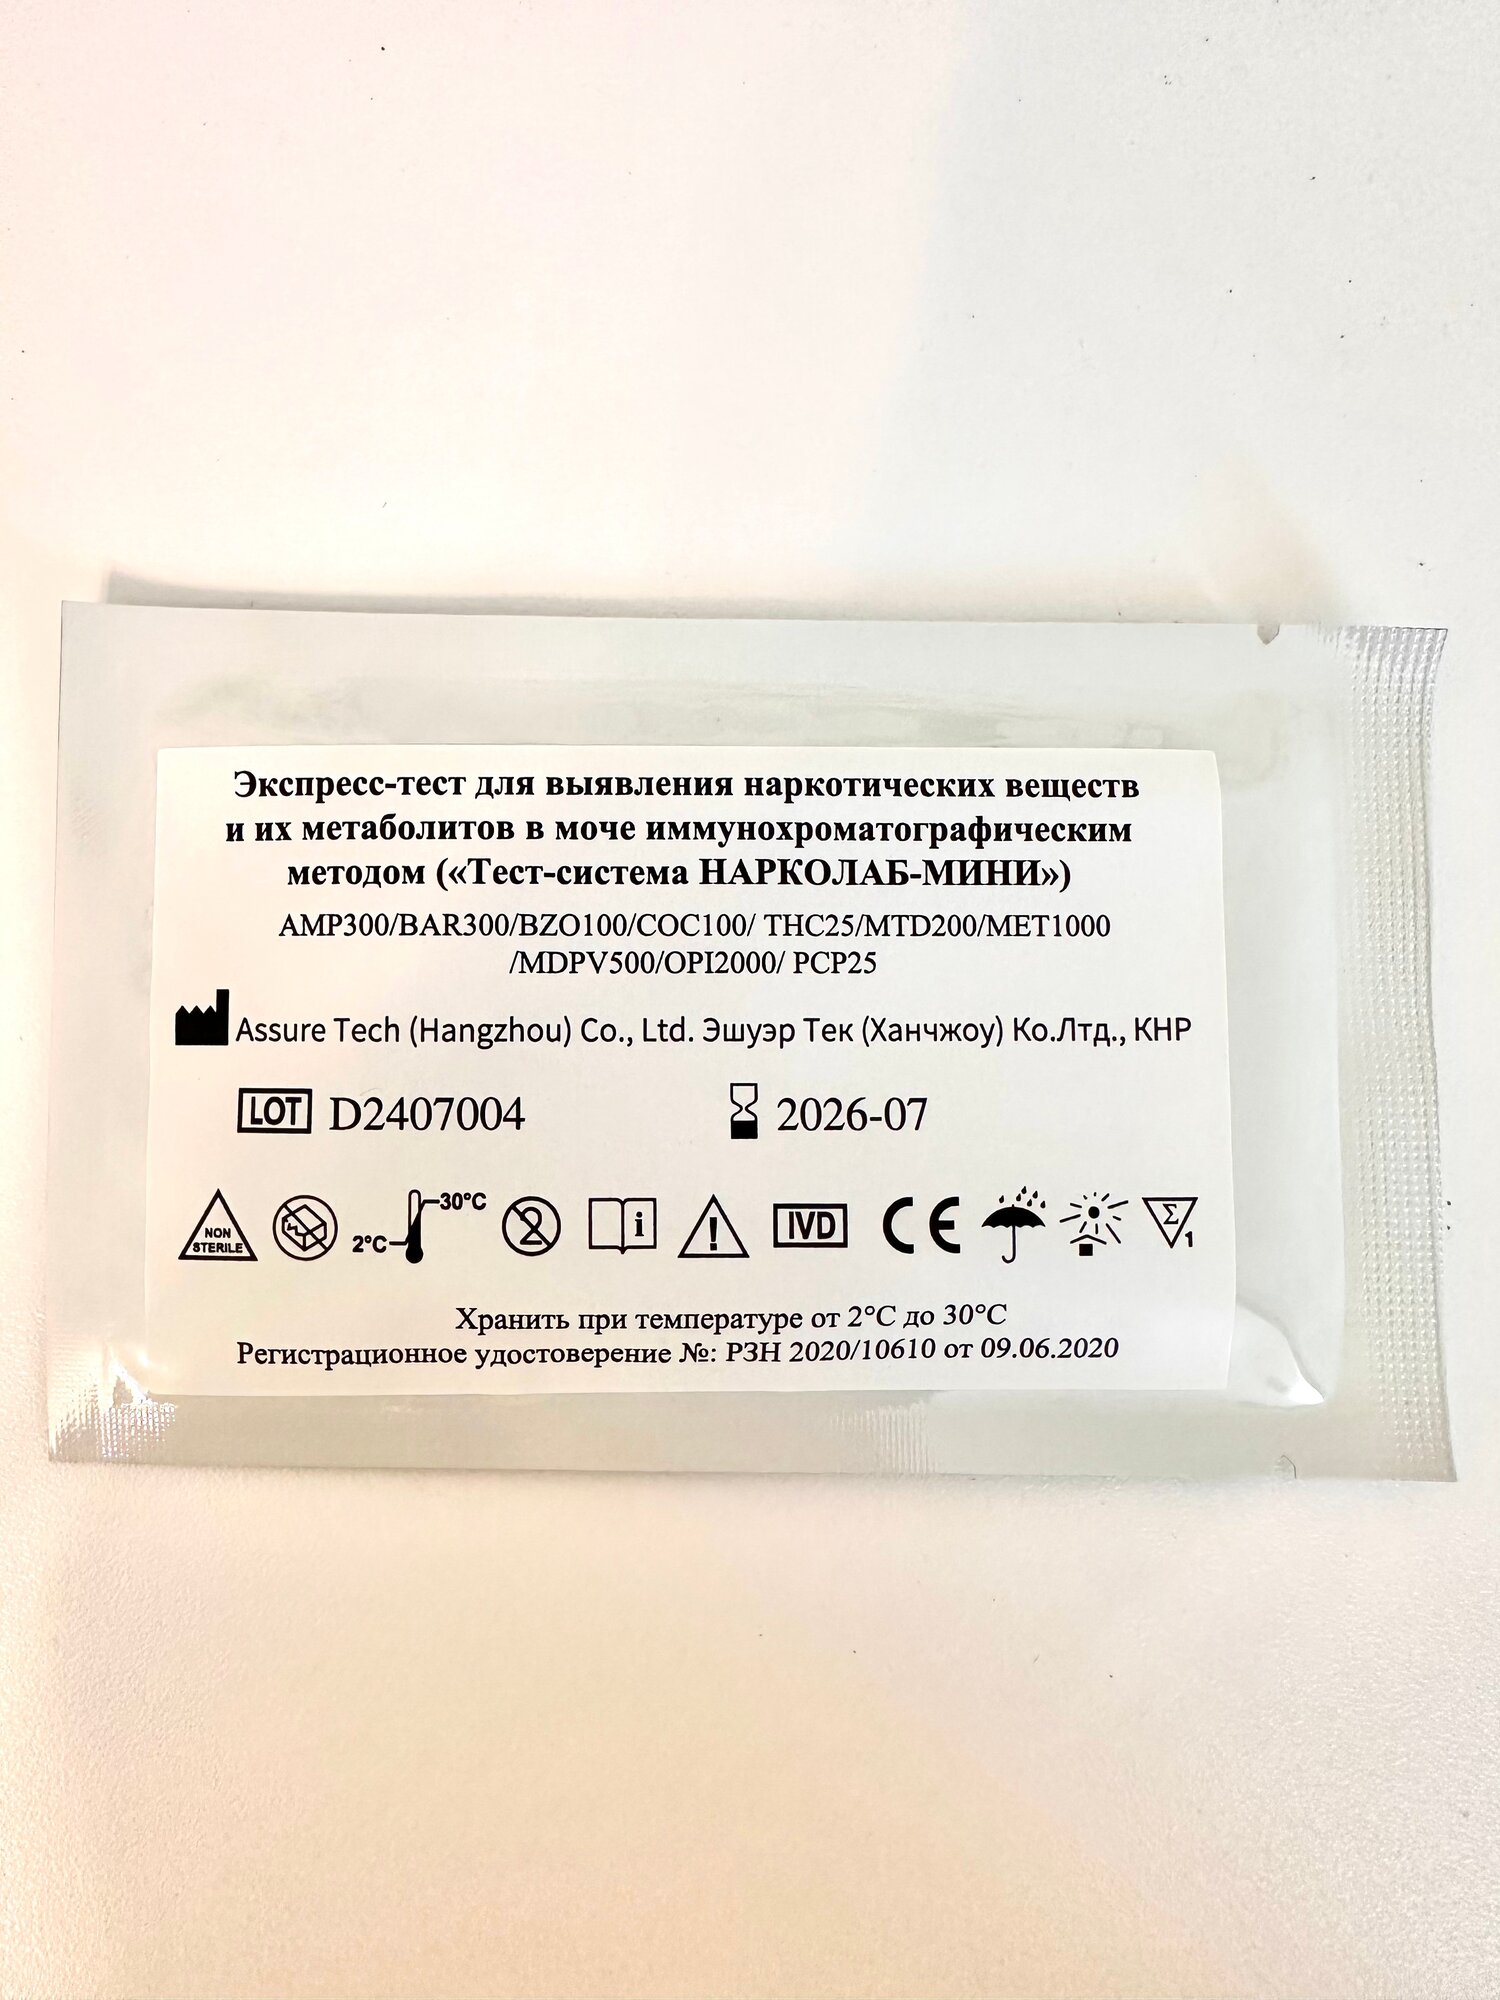 Экспресс-тест для выявления наркотических веществ
и их метаболитов в моче иммунохроматографическим
методом («Тест-система НАРКОЛАБ-МИНИ»)
AMP300/BAR300/BZO100/COC100/ THC25/MTD200/MET1000
/MDPV500/OPI2000/ PCP25
Assure Tech (Hangzhou) Co., Ltd. Эшуэр Тек (Ханчжоу) Ко.Лтд., КНР
LOT D2407004 2026-07
NON STERILE 2°C 30°C 2 i ! IVD CE Σ 1
Хранить при температуре от 2°C до 30°C
Регистрационное удостоверение №: РЗН 2020/10610 от 09.06.2020